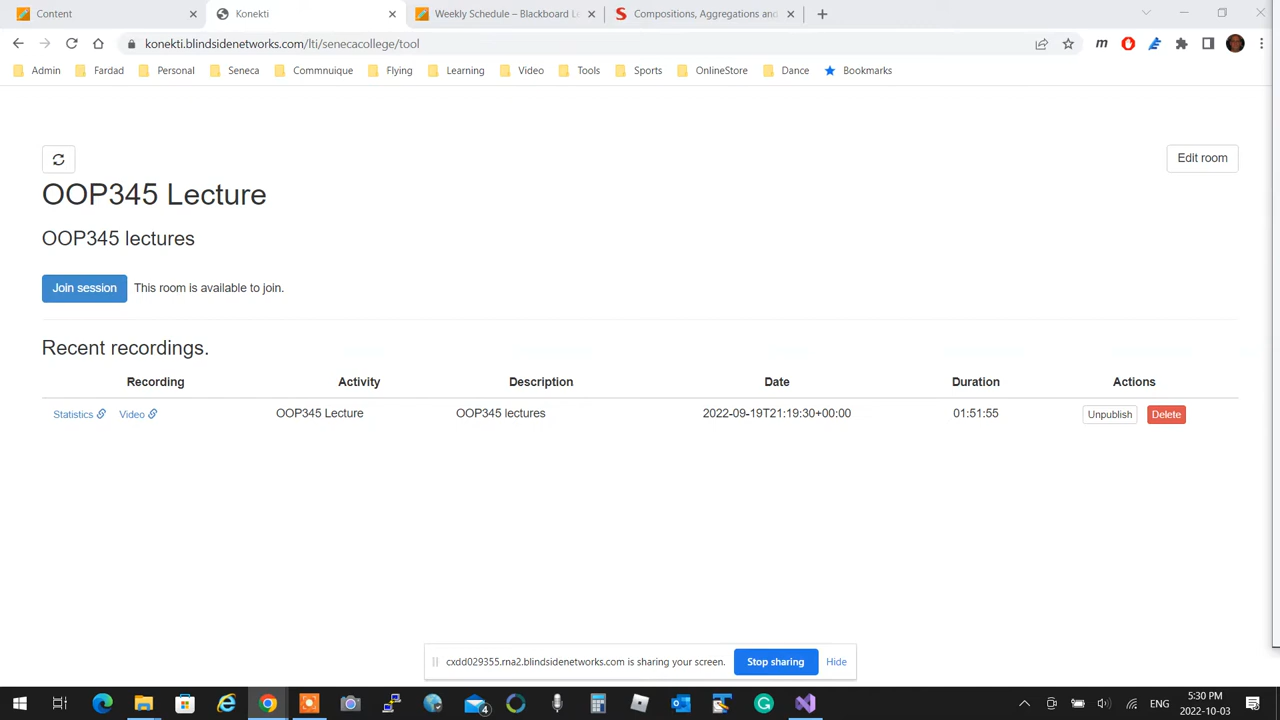 Content
Konekti
Weekly Schedule – Blackboard Le
Compositions, Aggregations and
konekti.blindsidenetworks.com/lti/senecacollege/tool
Admin
Fardad
Personal
Seneca
Commnuique
Flying
Learning
Video
Tools
Sports
OnlineStore
Dance
Bookmarks
Edit room
OOP345 Lecture
OOP345 lectures
Join session This room is available to join.
Recent recordings.
Recording Activity Description Date Duration Actions
Statistics Video OOP345 Lecture OOP345 lectures 2022-09-19T21:19:30+00:00 01:51:55 Unpublish Delete
cxdd029355.rna2.blindsidenetworks.com is sharing your screen. Stop sharing Hide
4
ENG
5:30 PM
2022-10-03